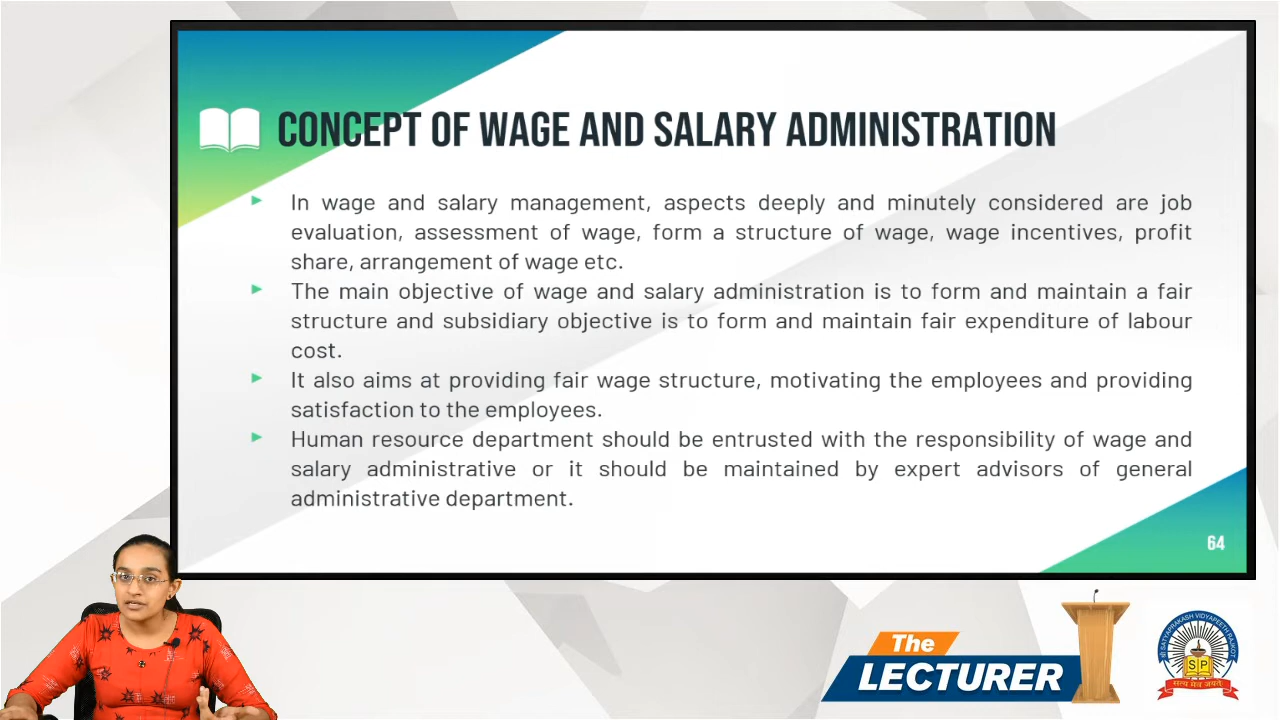 CONCEPT OF WAGE AND SALARY ADMINISTRATION
In wage and salary management, aspects deeply and minutely considered are job
evaluation, assessment of wage, form a structure of wage, wage incentives, profit
share, arrangement of wage etc.
The main objective of wage and salary administration is to form and maintain a fair
structure and subsidiary objective is to form and maintain fair expenditure of labour
cost.
It also aims at providing fair wage structure, motivating the employees and providing
satisfaction to the employees.
Human resource department should be entrusted with the responsibility of wage and
salary administrative or it should be maintained by expert advisors of general
administrative department.
64
The
LECTURER
SATYAPRAKASH VIDYAPEETH RAJKOT
S P
सत्य मेव जयते